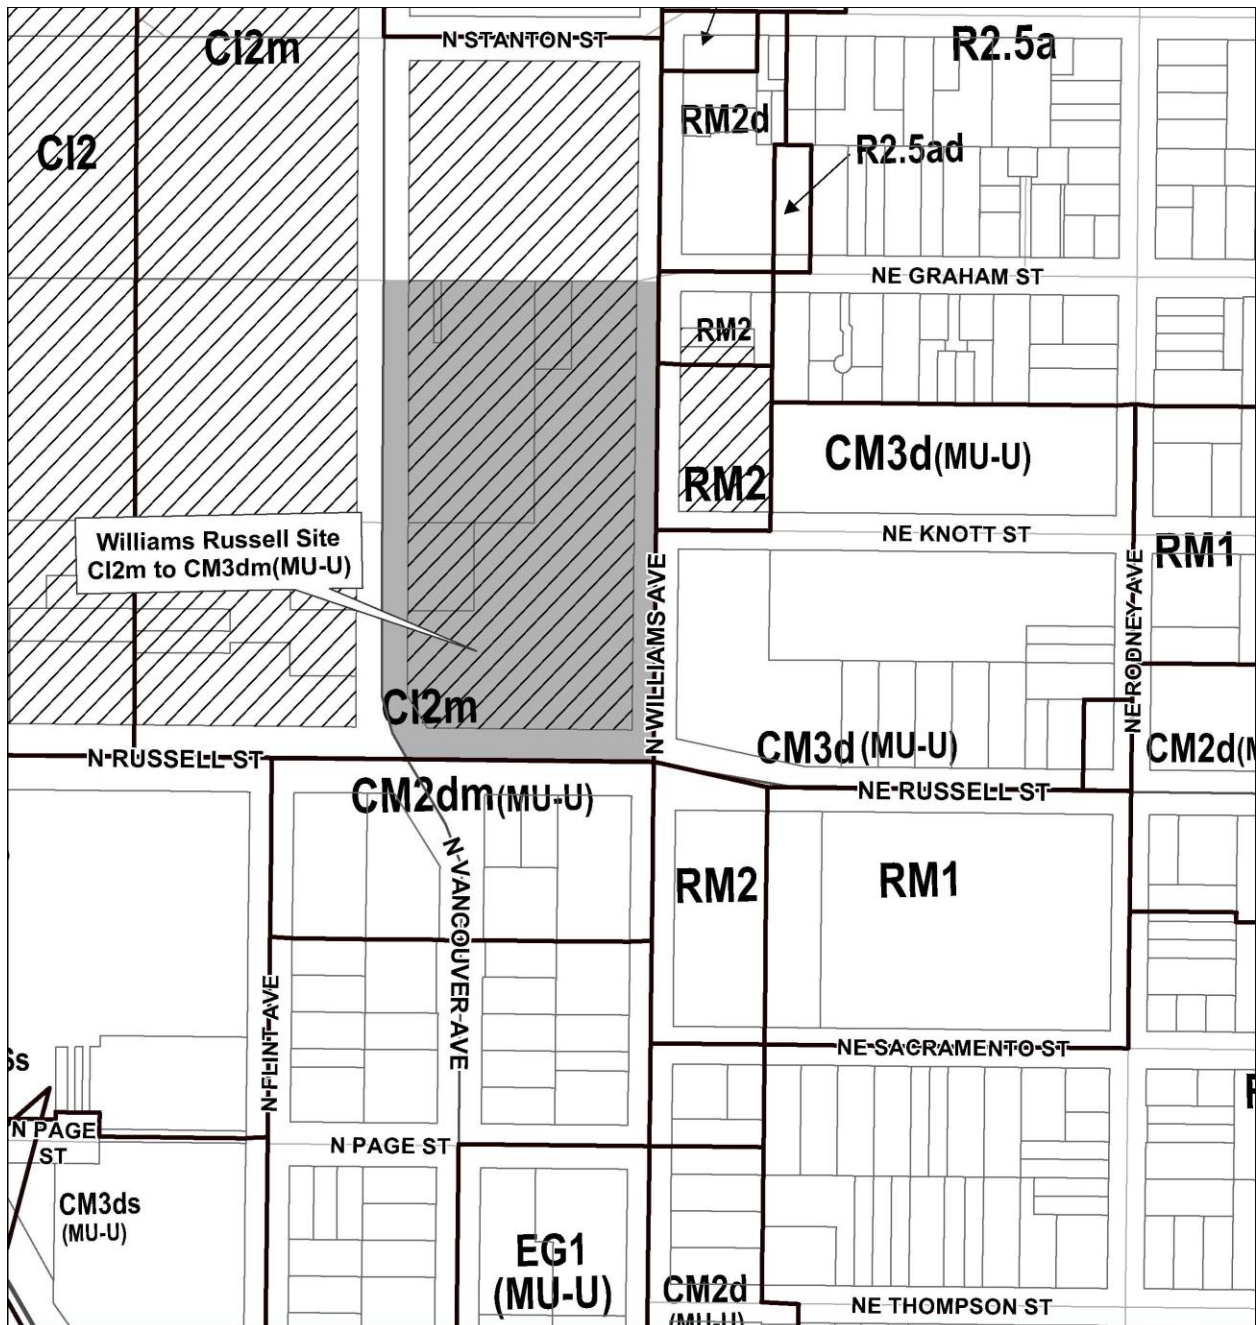 CI2m
N STANTON ST
R2.5a
RM2d
CI2
R2.5ad
NE GRAHAM ST
RM2
CM3d(MU-U)
RM2
Williams Russell Site
CI2m to CM3dm(MU-U)
NE KNOTT ST
RM1
N WILLIAMS AVE
NE RODNEY AVE
CI2m
CM3d (MU-U)
CM2d(M
N RUSSELL ST
NE RUSSELL ST
CM2dm(MU-U)
N VANCOUVER AVE
RM2
RM1
N FLINT AVE
NE SACRAMENTO ST
N PAGE
ST
N PAGE ST
CM3ds
(MU-U)
EG1
(MU-U)
CM2d
(MU-U)
NE THOMPSON ST